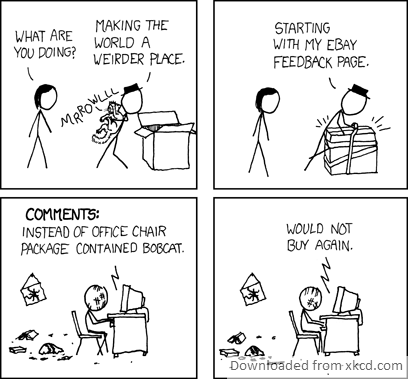 WHAT ARE
YOU DOING?
MAKING THE
WORLD A
WEIRDER PLACE.
MRROWLLL
STARTING
WITH MY EBAY
FEEDBACK PAGE.
COMMENTS:
INSTEAD OF OFFICE CHAIR
PACKAGE CONTAINED BOBCAT.
WOULD NOT
BUY AGAIN.
Downloaded from xkcd.com